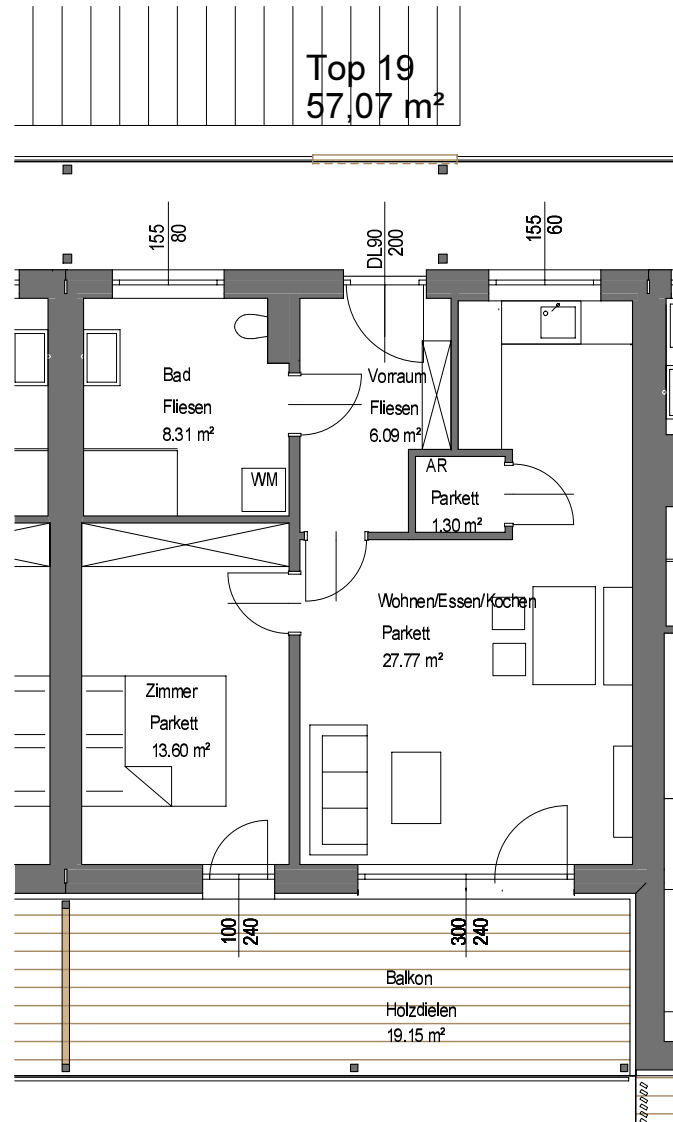 Top 19
57,07 m²
155
80
DL90
200
155
60
Bad
Fliesen
8.31 m²
Vorraum
Fliesen
6.09 m²
WM
AR
Parkett
1.30 m²
Wohnen/Essen/Kochen
Parkett
27.77 m²
Zimmer
Parkett
13.60 m²
100
240
300
240
Balkon
Holzdielen
19.15 m²